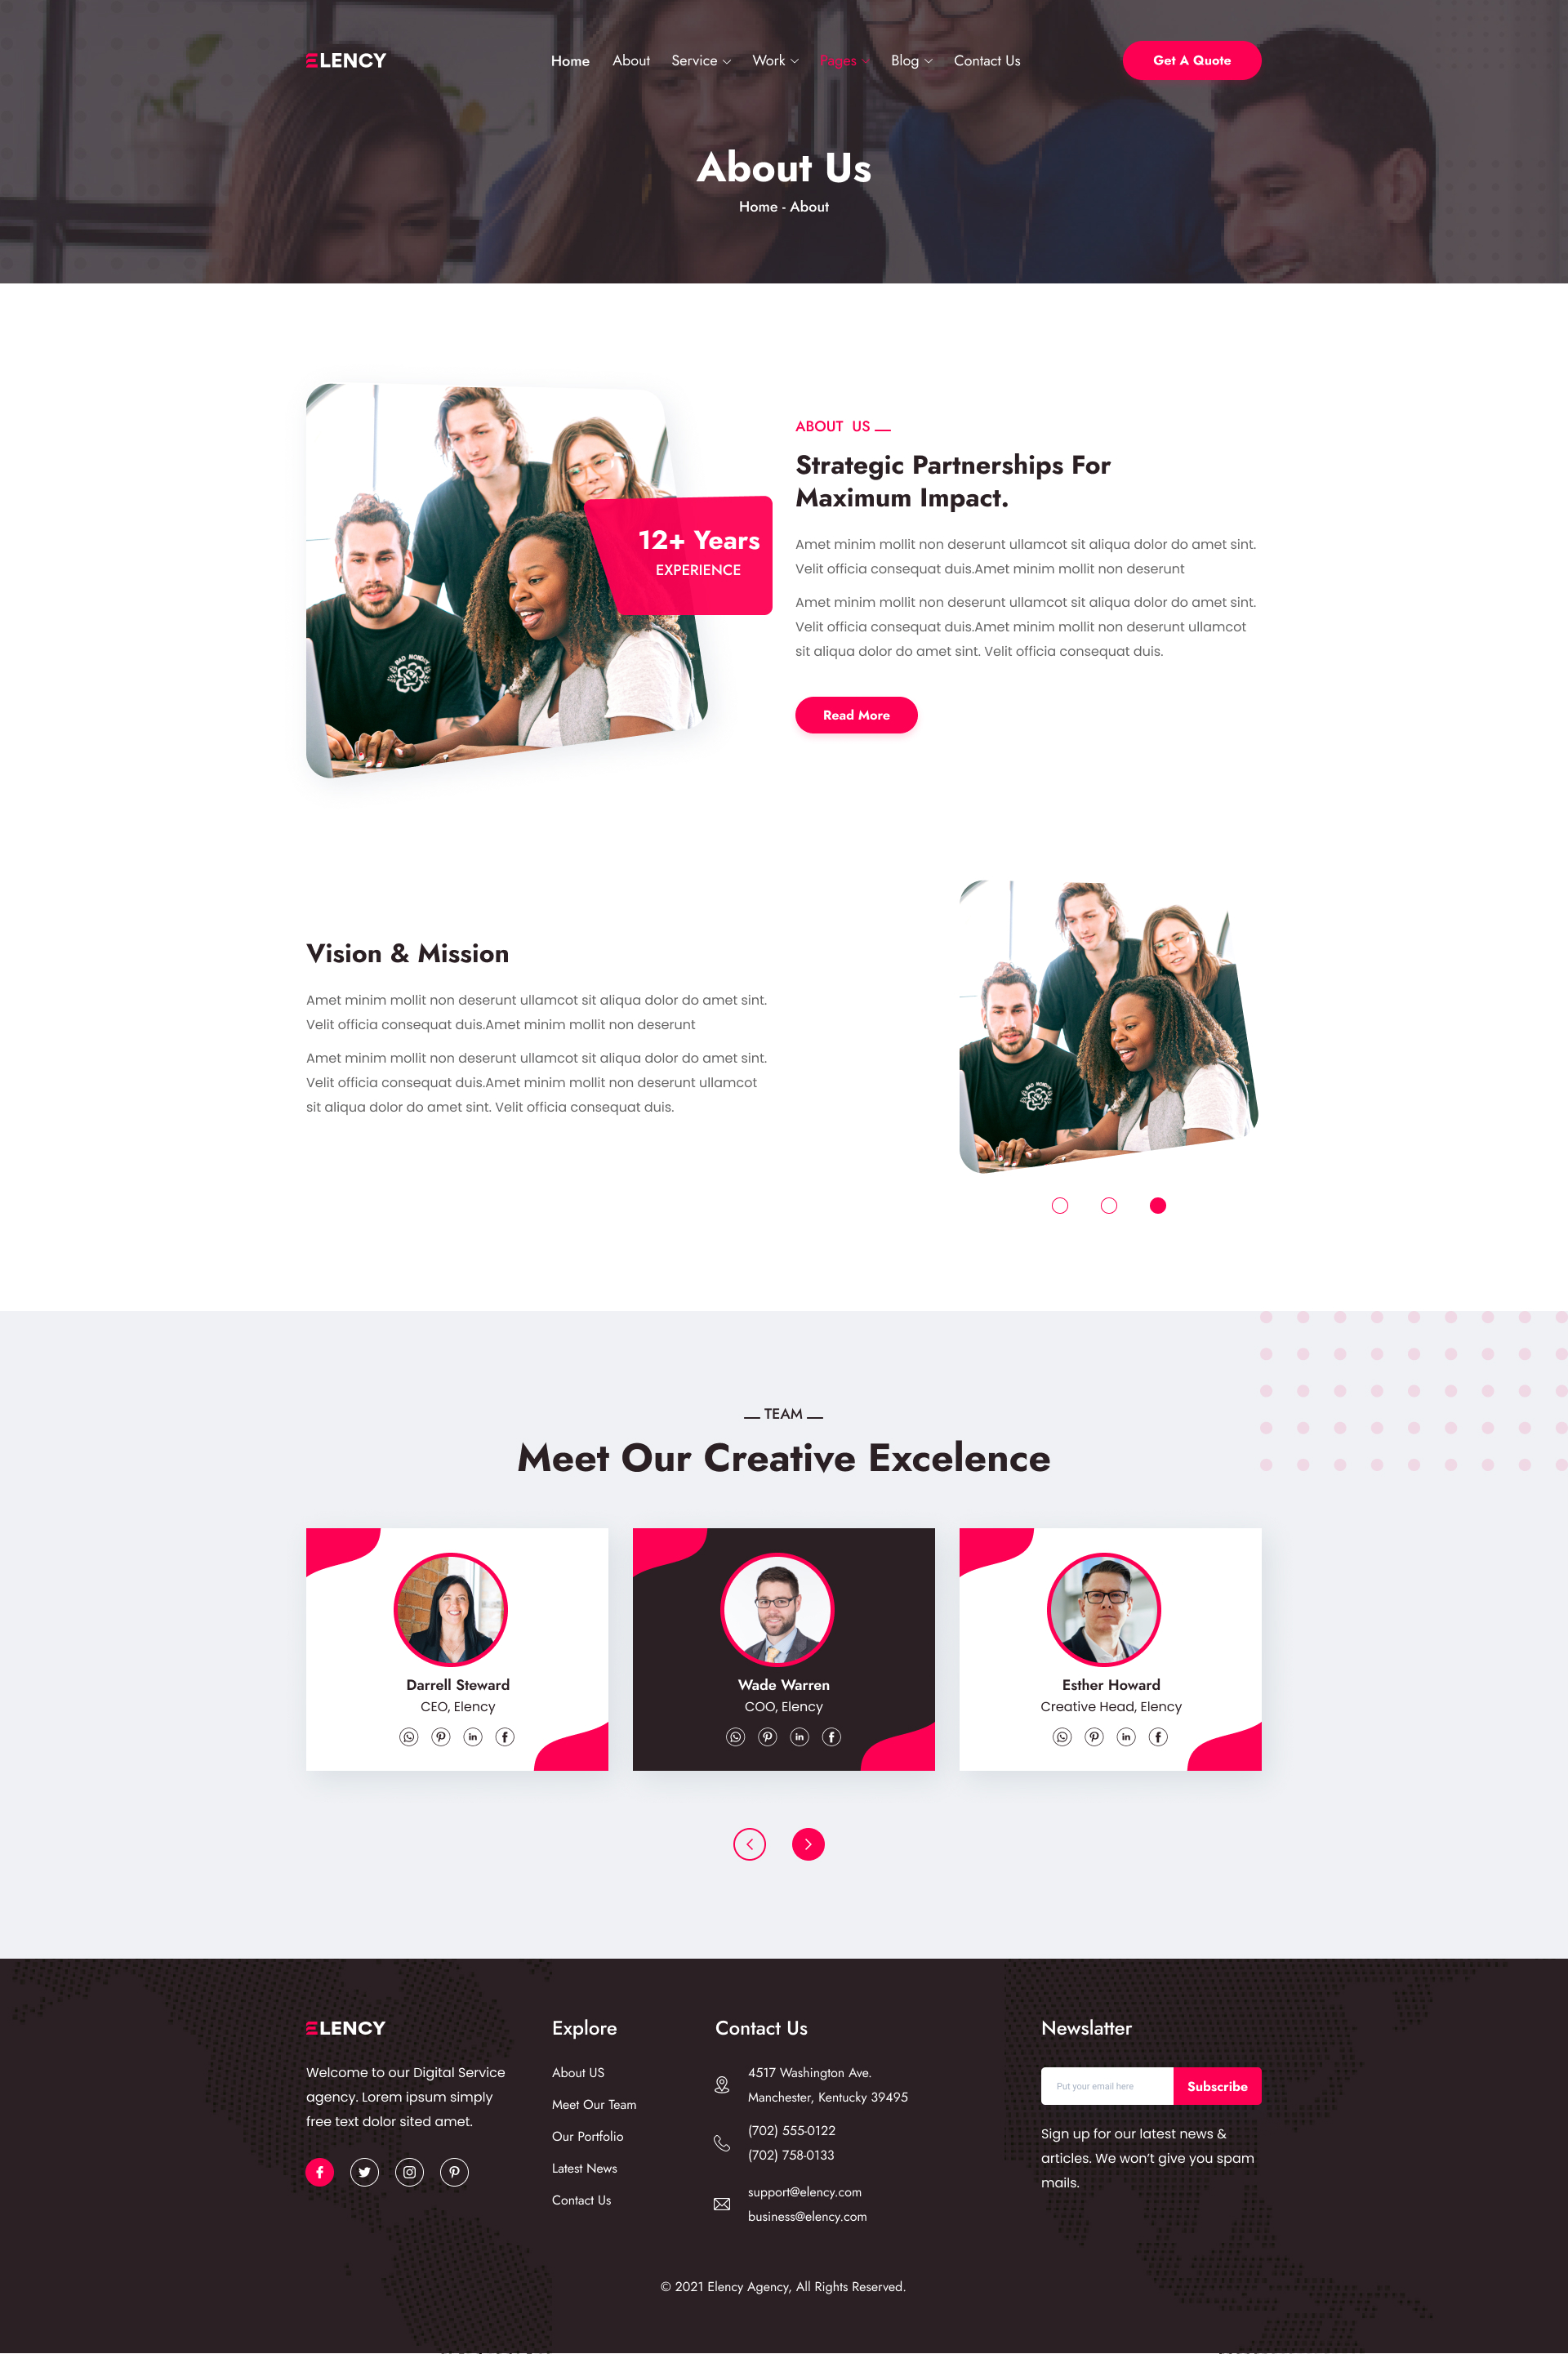 ELENCY
Home About Service Work Pages Blog Contact Us
Get A Quote
About Us
Home - About
12+ Years
EXPERIENCE
BAD MONDAY
ABOUT US
Strategic Partnerships For
Maximum Impact.
Amet minim mollit non deserunt ullamcot sit aliqua dolor do amet sint.
Velit officia consequat duis.Amet minim mollit non deserunt
Amet minim mollit non deserunt ullamcot sit aliqua dolor do amet sint.
Velit officia consequat duis.Amet minim mollit non deserunt ullamcot
sit aliqua dolor do amet sint. Velit officia consequat duis.
Read More
Vision & Mission
Amet minim mollit non deserunt ullamcot sit aliqua dolor do amet sint.
Velit officia consequat duis.Amet minim mollit non deserunt
Amet minim mollit non deserunt ullamcot sit aliqua dolor do amet sint.
Velit officia consequat duis.Amet minim mollit non deserunt ullamcot
sit aliqua dolor do amet sint. Velit officia consequat duis.
BAD MONDAY
TEAM
Meet Our Creative Excelence
Darrell Steward
CEO, Elency
Wade Warren
COO, Elency
Esther Howard
Creative Head, Elency
ELENCY
Welcome to our Digital Service
agency. Lorem ipsum simply
free text dolor sited amet.
Explore
About US
Meet Our Team
Our Portfolio
Latest News
Contact Us
Contact Us
4517 Washington Ave.
Manchester, Kentucky 39495
(702) 555-0122
(702) 758-0133
support@elency.com
business@elency.com
Newslatter
Put your email here
Subscribe
Sign up for our latest news &
articles. We won’t give you spam
mails.
© 2021 Elency Agency, All Rights Reserved.